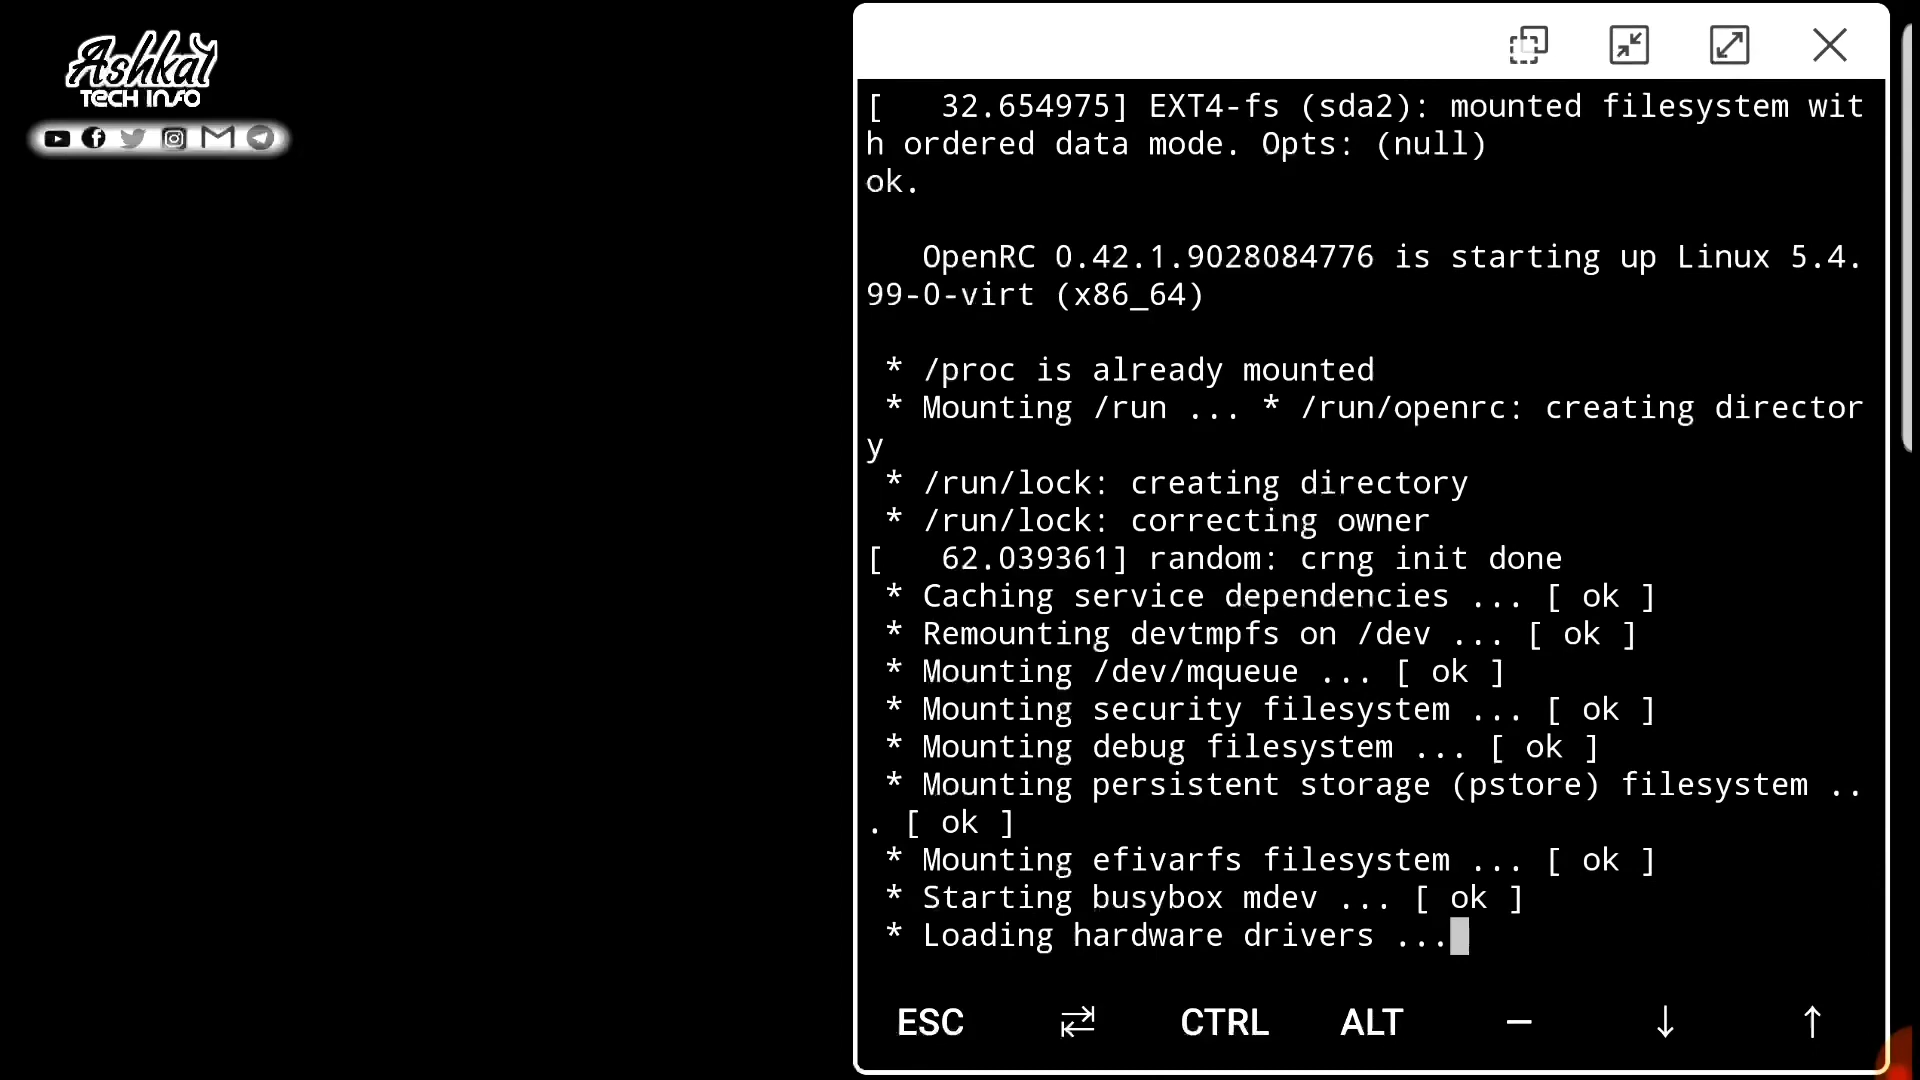 Ashkal
TECH INFO
[    32.654975] EXT4-fs (sda2): mounted filesystem wit
h ordered data mode. Opts: (null)
ok.
OpenRC 0.42.1.9028084776 is starting up Linux 5.4.
99-0-virt (x86_64)
* /proc is already mounted
* Mounting /run ... * /run/openrc: creating director
y
* /run/lock: creating directory
* /run/lock: correcting owner
[    62.039361] random: crng init done
* Caching service dependencies ... [ ok ]
* Remounting devtmpfs on /dev ... [ ok ]
* Mounting /dev/mqueue ... [ ok ]
* Mounting security filesystem ... [ ok ]
* Mounting debug filesystem ... [ ok ]
* Mounting persistent storage (pstore) filesystem ..
. [ ok ]
* Mounting efivarfs filesystem ... [ ok ]
* Starting busybox mdev ... [ ok ]
* Loading hardware drivers ...
ESC ⇄ CTRL ALT – ↓ ↑